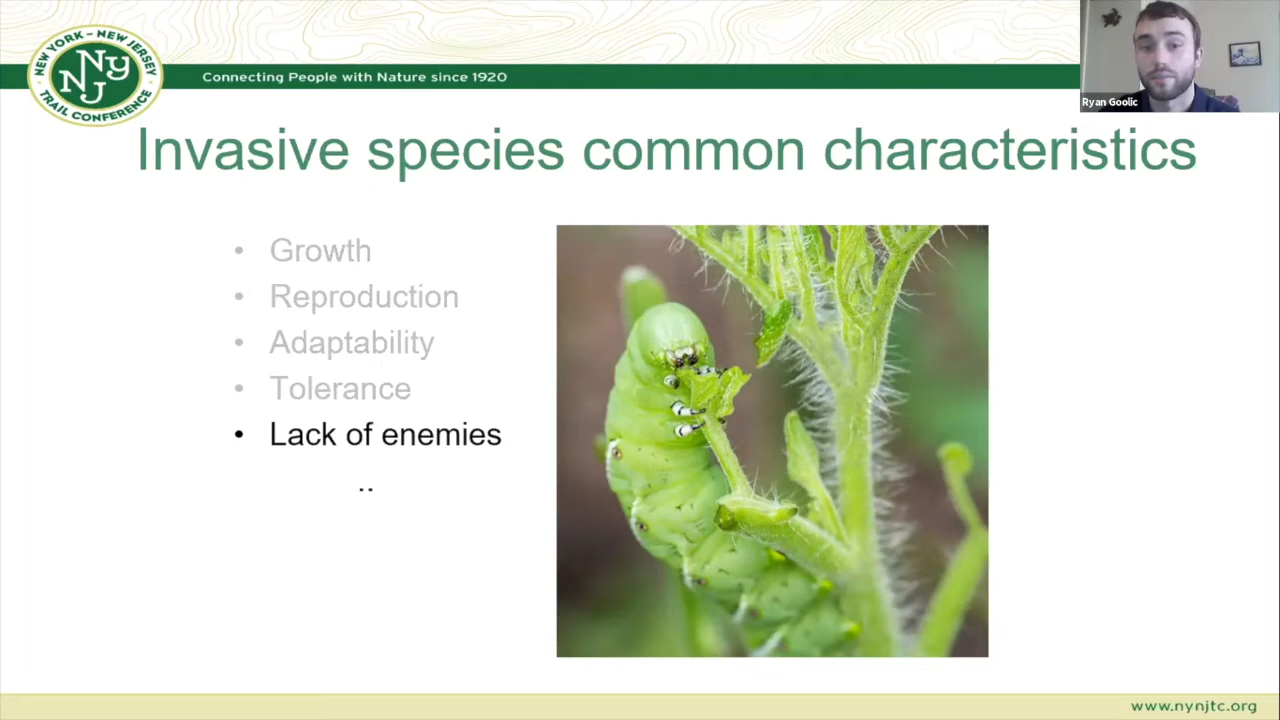 NEW YORK - NEW JERSEY
NNYJ
TRAIL CONFERENCE
Connecting People with Nature since 1920
Ryan Goolic
Invasive species common characteristics
• Growth
• Reproduction
• Adaptability
• Tolerance
• Lack of enemies
..
www.nynjtc.org